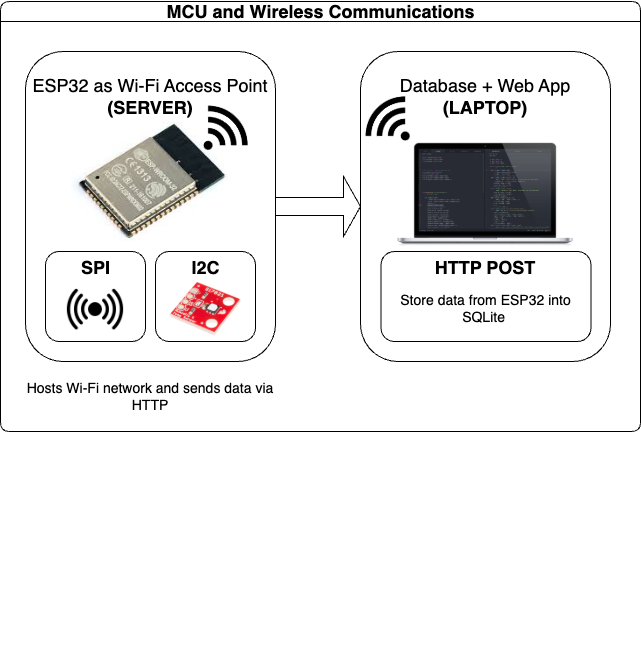 MCU and Wireless Communications
ESP32 as Wi-Fi Access Point
(SERVER)
Database + Web App
(LAPTOP)
CE1313
SPI
I2C
HTTP POST
Store data from ESP32 into
SQLite
Hosts Wi-Fi network and sends data via
HTTP